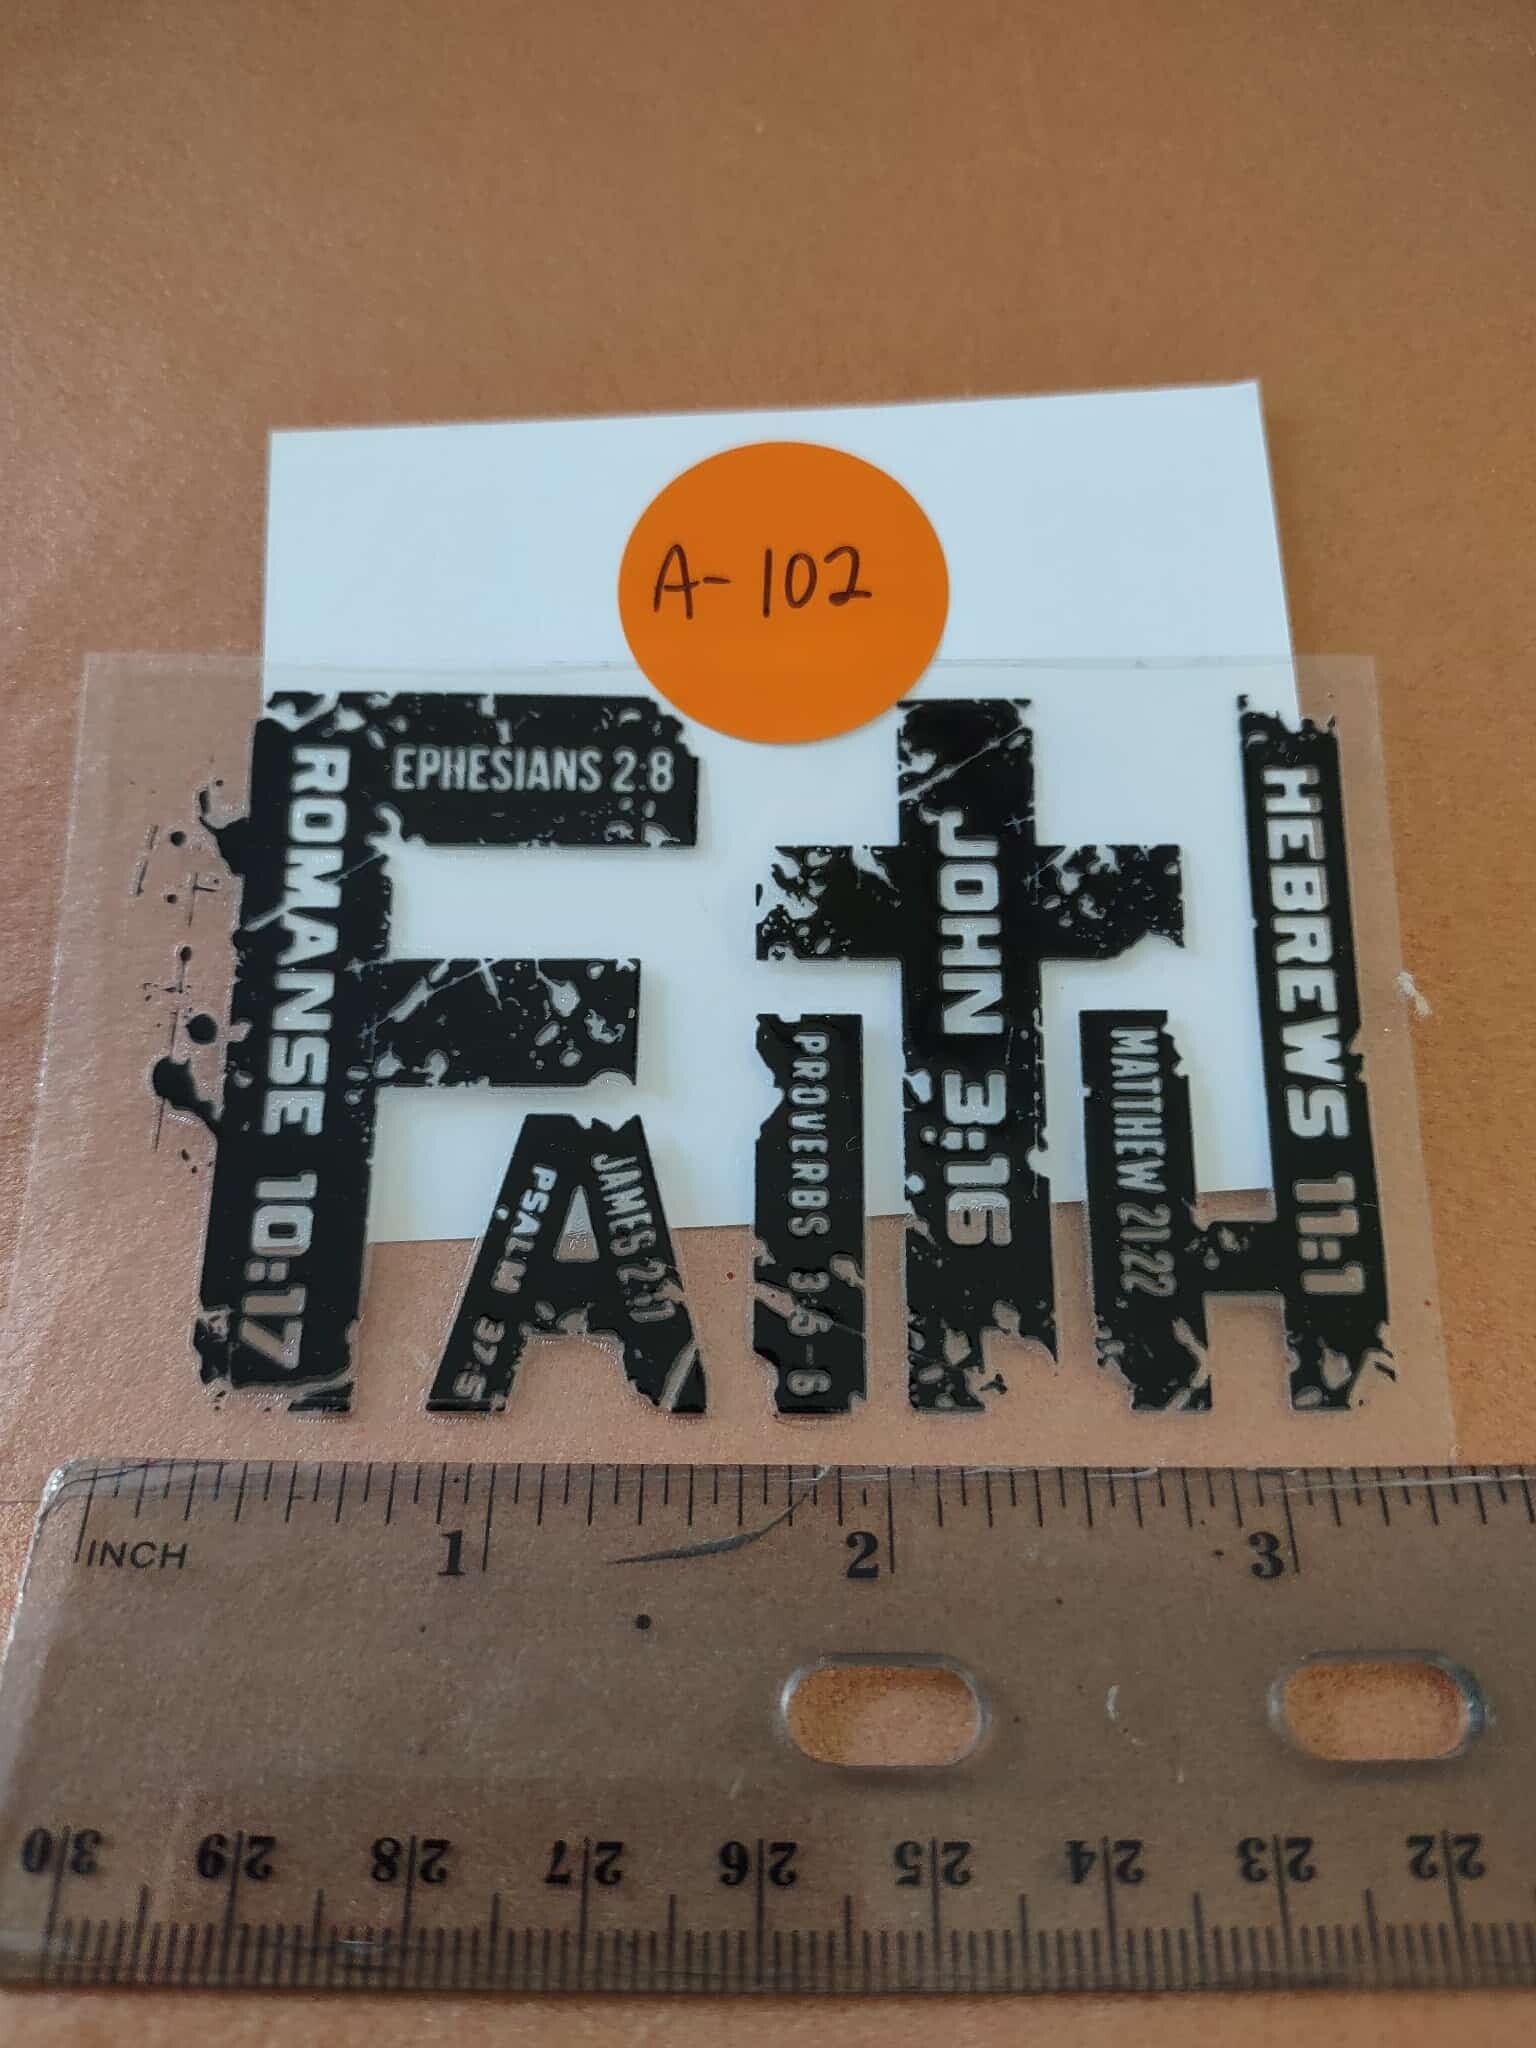 A-102
EPHESIANS 2:8
ROMANSE 10:17
JOHN 3:16
HEBREWS 11:1
PSALM 37:5
JAMES 2:17
PROVERBS 3:5-6
MATTHEW 21:22
INCH
1 2 3
30 29 28 27 26 25 24 23 22